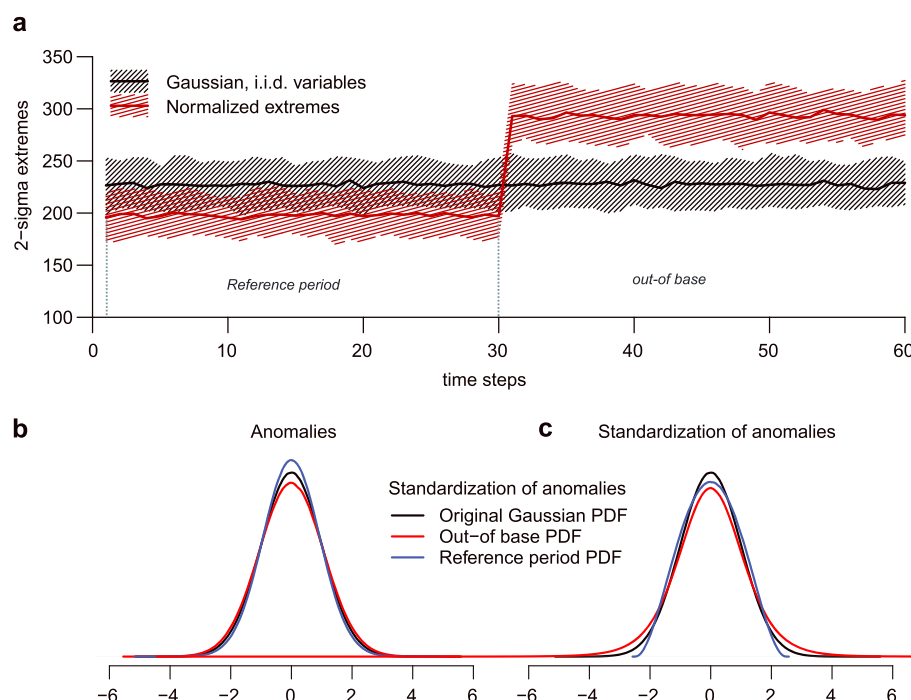 a
350
300
250
200
150
100
2−sigma extremes
Gaussian, i.i.d. variables
Normalized extremes
Reference period
out-of base
0 10 20 30 40 50 60
time steps
b
Anomalies
c
Standardization of anomalies
Standardization of anomalies
Original Gaussian PDF
Out−of base PDF
Reference period PDF
−6 −4 −2 0 2 4 6
−6 −4 −2 0 2 4 6